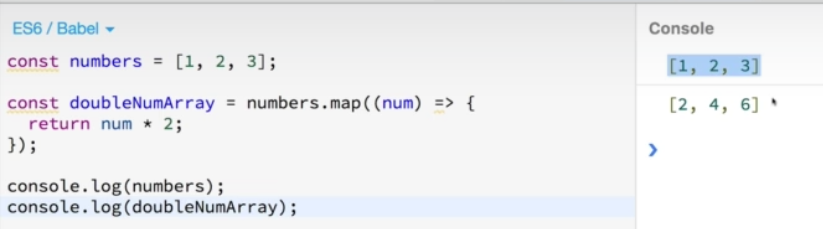 ES6 / Babel
const numbers = [1, 2, 3];
const doubleNumArray = numbers.map((num) => {
  return num * 2;
});
console.log(numbers);
console.log(doubleNumArray);
Console
[1, 2, 3]
[2, 4, 6]